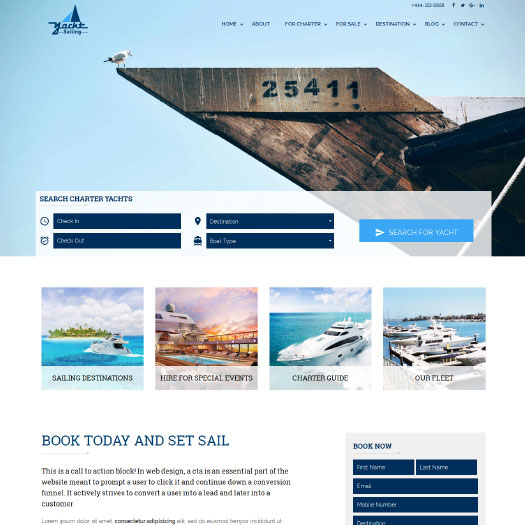 +444-222-8888
Yacht
Sailing
HOME
ABOUT
FOR CHARTER
FOR SALE
DESTINATION
BLOG
CONTACT
25411
SEARCH CHARTER YACHTS
Check In
Destination
Check Out
Boat Type
SEARCH FOR YACHT
SAILING DESTINATIONS
HIRE FOR SPECIAL EVENTS
CHARTER GUIDE
OUR FLEET
BOOK TODAY AND SET SAIL
This is a call to action block! In web design, a cta is an essential part of the
website meant to prompt a user to click it and continue down a conversion
funnel. It actively strives to convert a user into a lead and later into a
customer
Lorem ipsum dolor sit amet, consectetur adipisicing elit, sed do eiusmod tempor incididunt ut
BOOK NOW
First Name
Last Name
Email
Mobile Number
Destination